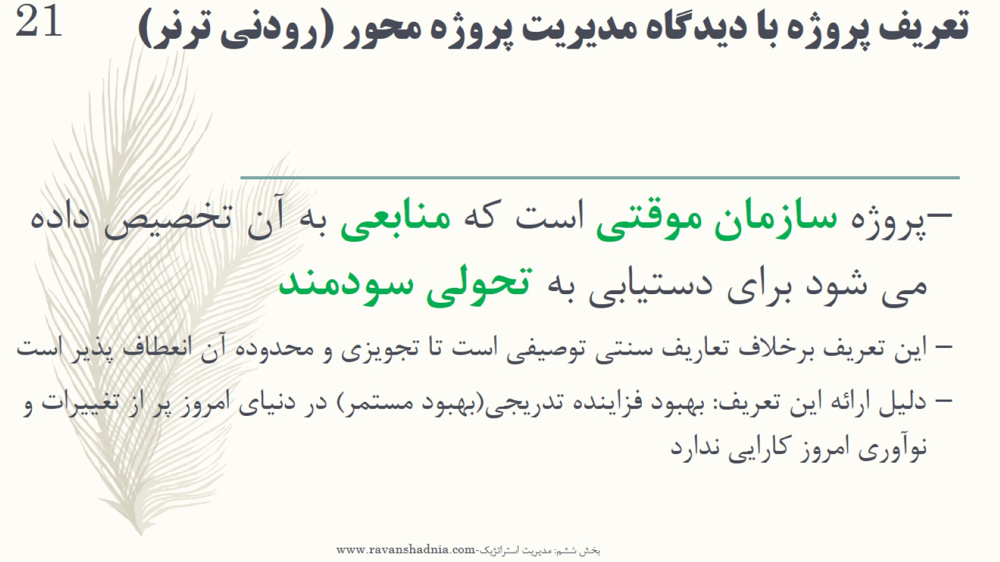 تعریف پروژه با دیدگاه مدیریت پروژه محور (رودنی ترنر)
21
–پروژه سازمان موقتی است که منابعی به آن تخصیص داده
می شود برای دستیابی به تحولی سودمند
– این تعریف برخلاف تعاریف سنتی توصیفی است تا تجویزی و محدوده آن انعطاف پذیر است
– دلیل ارائه این تعریف: بهبود فزاینده تدریجی(بهبود مستمر) در دنیای امروز پر از تغییرات و
نوآوری امروز کارایی ندارد
بخش ششم: مدیریت استراتژیک-www.ravanshadnia.com